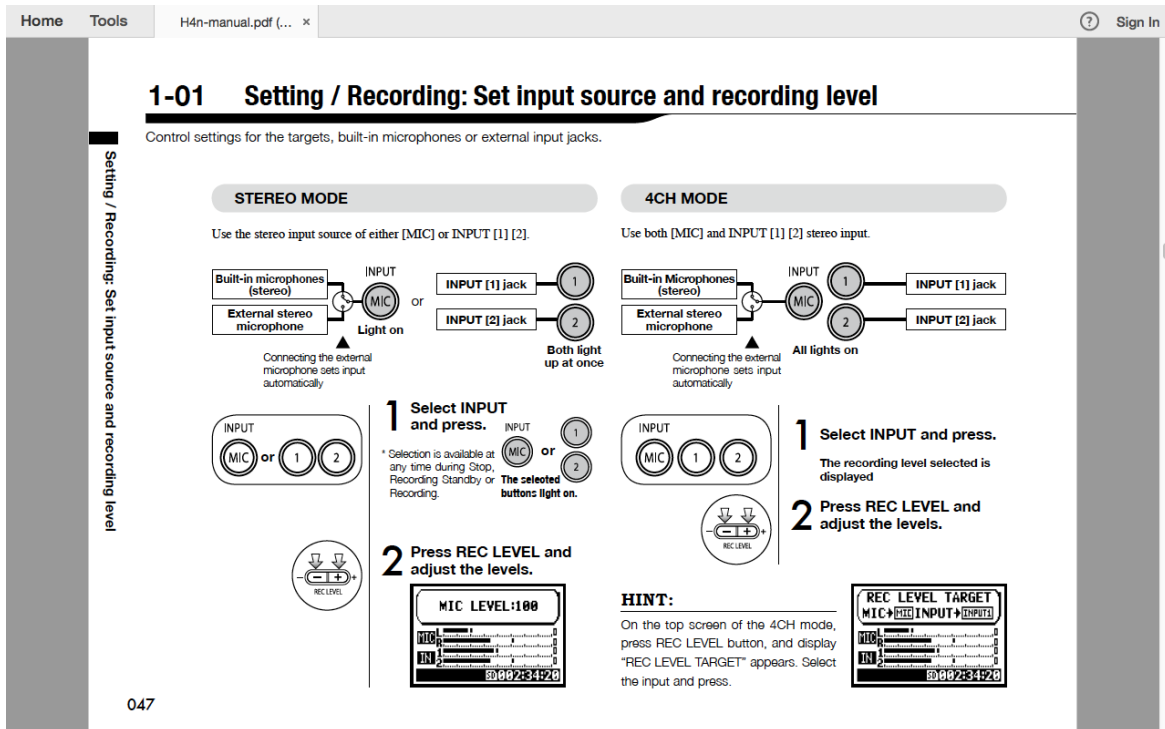 Home Tools H4n-manual.pdf (... × ? Sign In
1-01 Setting / Recording: Set input source and recording level
Control settings for the targets, built-in microphones or external input jacks.
Setting / Recording: Set input source and recording level
STEREO MODE
Use the stereo input source of either [MIC] or INPUT [1] [2].
Built-in microphones
(stereo)
External stereo
microphone
INPUT
MIC
Light on
or
INPUT [1] jack
1
INPUT [2] jack
2
Both light
up at once
Connecting the external
microphone sets input
automatically
INPUT
MIC or 1 2
1 Select INPUT
and press.
* Selection is available at
any time during Stop,
Recording Standby or
Recording.
INPUT
MIC or 1
2
The selected
buttons light on.
- +
- +
REC LEVEL
2 Press REC LEVEL and
adjust the levels.
MIC LEVEL:100
MIC L
R
IN 1
2
SD 002:34:20
4CH MODE
Use both [MIC] and INPUT [1] [2] stereo input.
Built-in Microphones
(stereo)
External stereo
microphone
INPUT
MIC
1
INPUT [1] jack
2
INPUT [2] jack
All lights on
Connecting the external
microphone sets input
automatically
INPUT
MIC 1 2
1 Select INPUT and press.
The recording level selected is
displayed
- +
- +
REC LEVEL
2 Press REC LEVEL and
adjust the levels.
HINT:
On the top screen of the 4CH mode,
press REC LEVEL button, and display
“REC LEVEL TARGET” appears. Select
the input and press.
REC LEVEL TARGET
MIC→MIC INPUT→INPUT1
MIC L
R
IN 1
2
SD 002:34:20
047